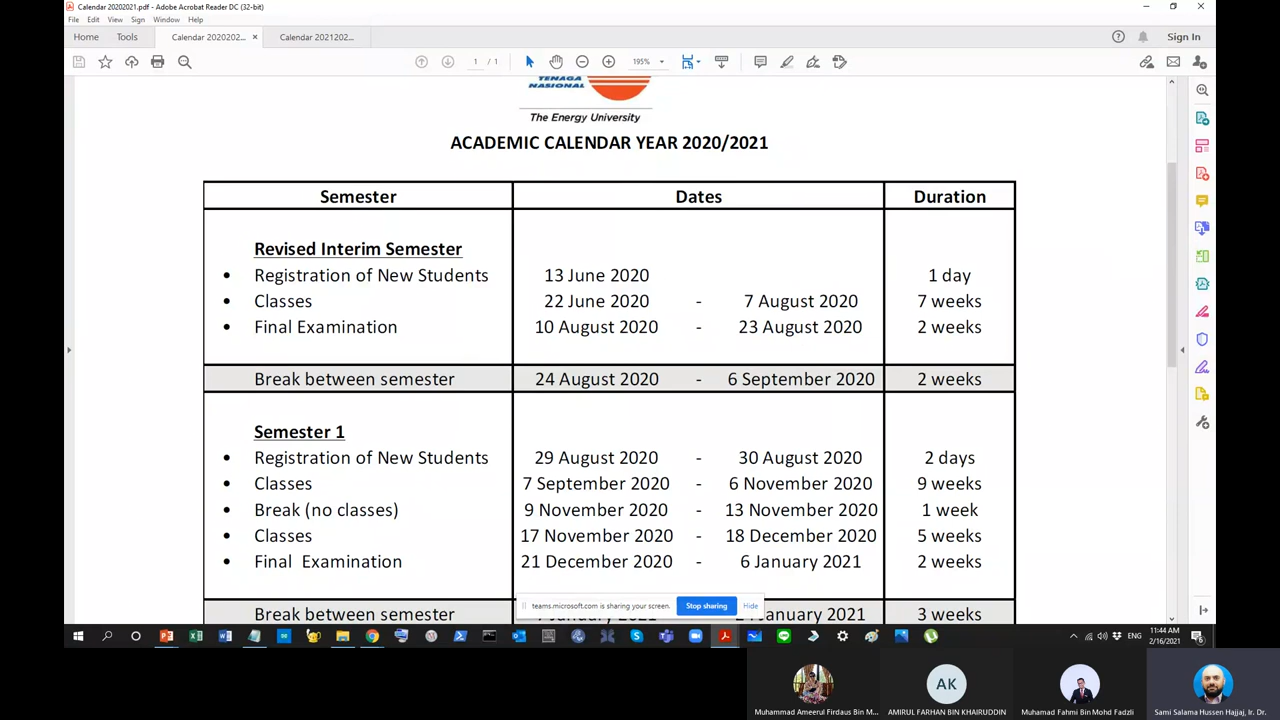 Calendar 20202021.pdf - Adobe Acrobat Reader DC (32-bit)
File Edit View Sign Window Help
Home Tools Calendar 2020202... × Calendar 2021202... Sign In
1 / 1 195%
TENAGA
NASIONAL
The Energy University
ACADEMIC CALENDAR YEAR 2020/2021
Semester Dates Duration
Revised Interim Semester
• Registration of New Students 13 June 2020 1 day
• Classes 22 June 2020 - 7 August 2020 7 weeks
• Final Examination 10 August 2020 - 23 August 2020 2 weeks
Break between semester 24 August 2020 - 6 September 2020 2 weeks
Semester 1
• Registration of New Students 29 August 2020 - 30 August 2020 2 days
• Classes 7 September 2020 - 6 November 2020 9 weeks
• Break (no classes) 9 November 2020 - 13 November 2020 1 week
• Classes 17 November 2020 - 18 December 2020 5 weeks
• Final Examination 21 December 2020 - 6 January 2021 2 weeks
teams.microsoft.com is sharing your screen. Stop sharing Hide
Break between semester January 2021 3 weeks
ENG 11:44 AM
2/16/2021
AK
Muhammad Ameerul Firdaus Bin M... AMIRUL FARHAN BIN KHAIRUDDIN Muhamad Fahmi Bin Mohd Fadzli Sami Salama Hussen Hajjaj, Ir. Dr.